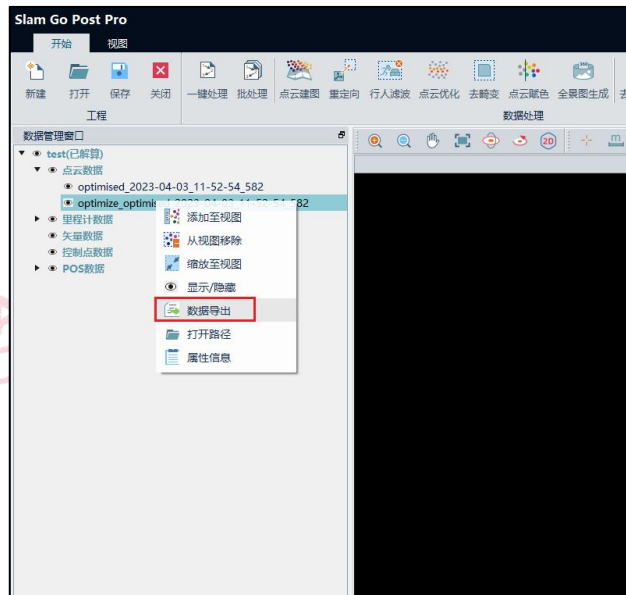 Slam Go Post Pro
开始 视图
新建 打开 保存 关闭 一键处理 批处理 点云建图 重定向 行人滤波 点云优化 去畸变 点云赋色 全景图生成
工程 数据处理
数据管理窗口
2D m
test(已解算)
点云数据
optimised_2023-04-03_11-52-54_582
optimize_optimised_2023-04-03_11-52-54_582
里程计数据
矢量数据
控制点数据
POS数据
添加至视图
从视图移除
缩放至视图
显示/隐藏
数据导出
打开路径
属性信息